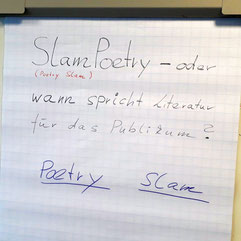 SlamPoetry – oder
(Poetry Slam)
wann spricht Literatur
für das Publikum?
Poetry Slam